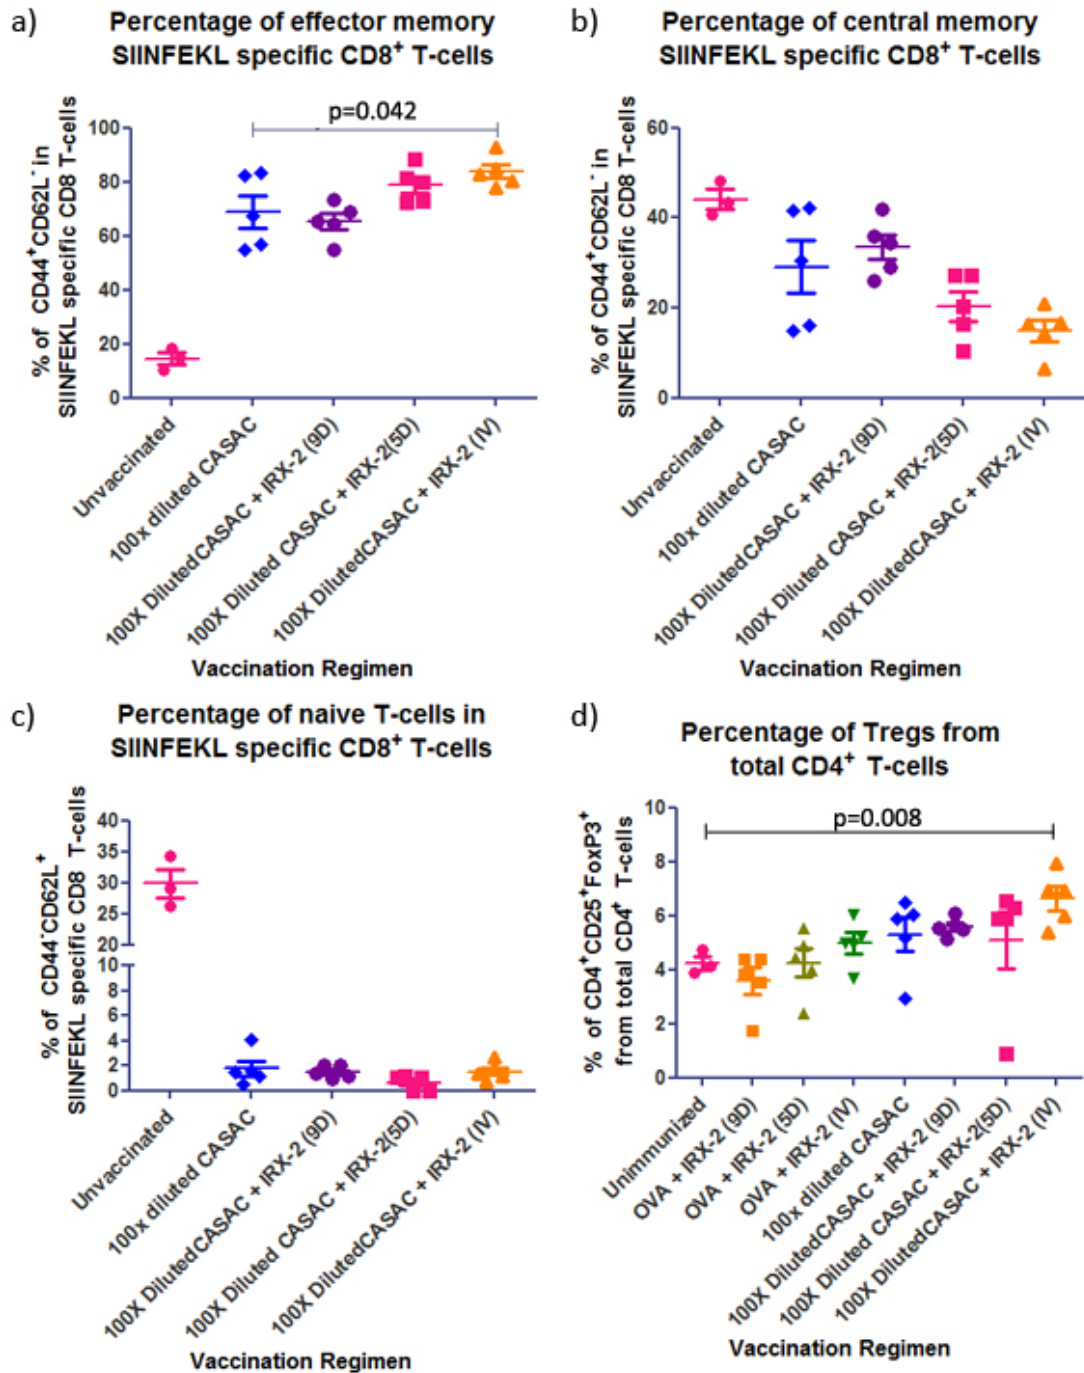 a)
Percentage of effector memory
SIINFEKL specific CD8⁺ T-cells
% of CD44⁺CD62L⁻ in
SIINFEKL specific CD8 T-cells
p=0.042
100
80
60
40
20
0
Unvaccinated
100x diluted CASAC
100X DilutedCASAC + IRX-2 (9D)
100X Diluted CASAC + IRX-2(5D)
100X DilutedCASAC + IRX-2 (IV)
Vaccination Regimen
b)
Percentage of central memory
SIINFEKL specific CD8⁺ T-cells
% of CD44⁺CD62L⁻ in
SIINFEKL specific CD8 T-cells
60
40
20
0
Unvaccinated
100x diluted CASAC
100X DilutedCASAC + IRX-2 (9D)
100X Diluted CASAC + IRX-2(5D)
100X DilutedCASAC + IRX-2 (IV)
Vaccination Regimen
c)
Percentage of naive T-cells in
SIINFEKL specific CD8⁺ T-cells
% of CD44⁻CD62L⁺
SIINFEKL specific CD8 T-cells
40
35
30
25
20
10
8
6
4
2
0
Unvaccinated
100x diluted CASAC
100X DilutedCASAC + IRX-2 (9D)
100X Diluted CASAC + IRX-2(5D)
100X DilutedCASAC + IRX-2 (IV)
Vaccination Regimen
d)
Percentage of Tregs from
total CD4⁺ T-cells
% of CD4⁺CD25⁺FoxP3⁺
from total CD4⁺ T-cells
p=0.008
10
8
6
4
2
0
Unimmunized
OVA + IRX-2 (9D)
OVA + IRX-2 (5D)
OVA + IRX-2 (IV)
100x diluted CASAC
100X DilutedCASAC + IRX-2 (9D)
100X Diluted CASAC + IRX-2(5D)
100X DilutedCASAC + IRX-2 (IV)
Vaccination Regimen